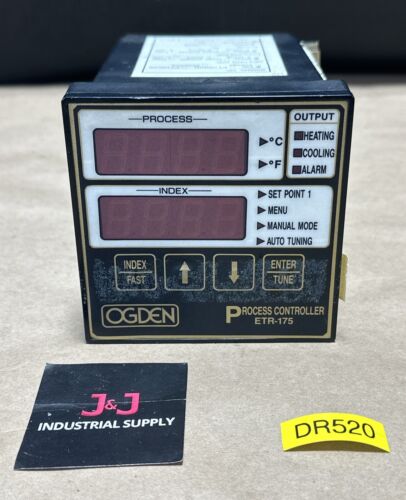 PROCESS
OUTPUT
▶°C
▶°F
HEATING
COOLING
ALARM
INDEX
▶SET POINT 1
▶MENU
▶MANUAL MODE
▶AUTO TUNING
INDEX
FAST
ENTER
TUNE
OGDEN
PROCESS CONTROLLER
ETR-175
J&J
INDUSTRIAL SUPPLY
DR520